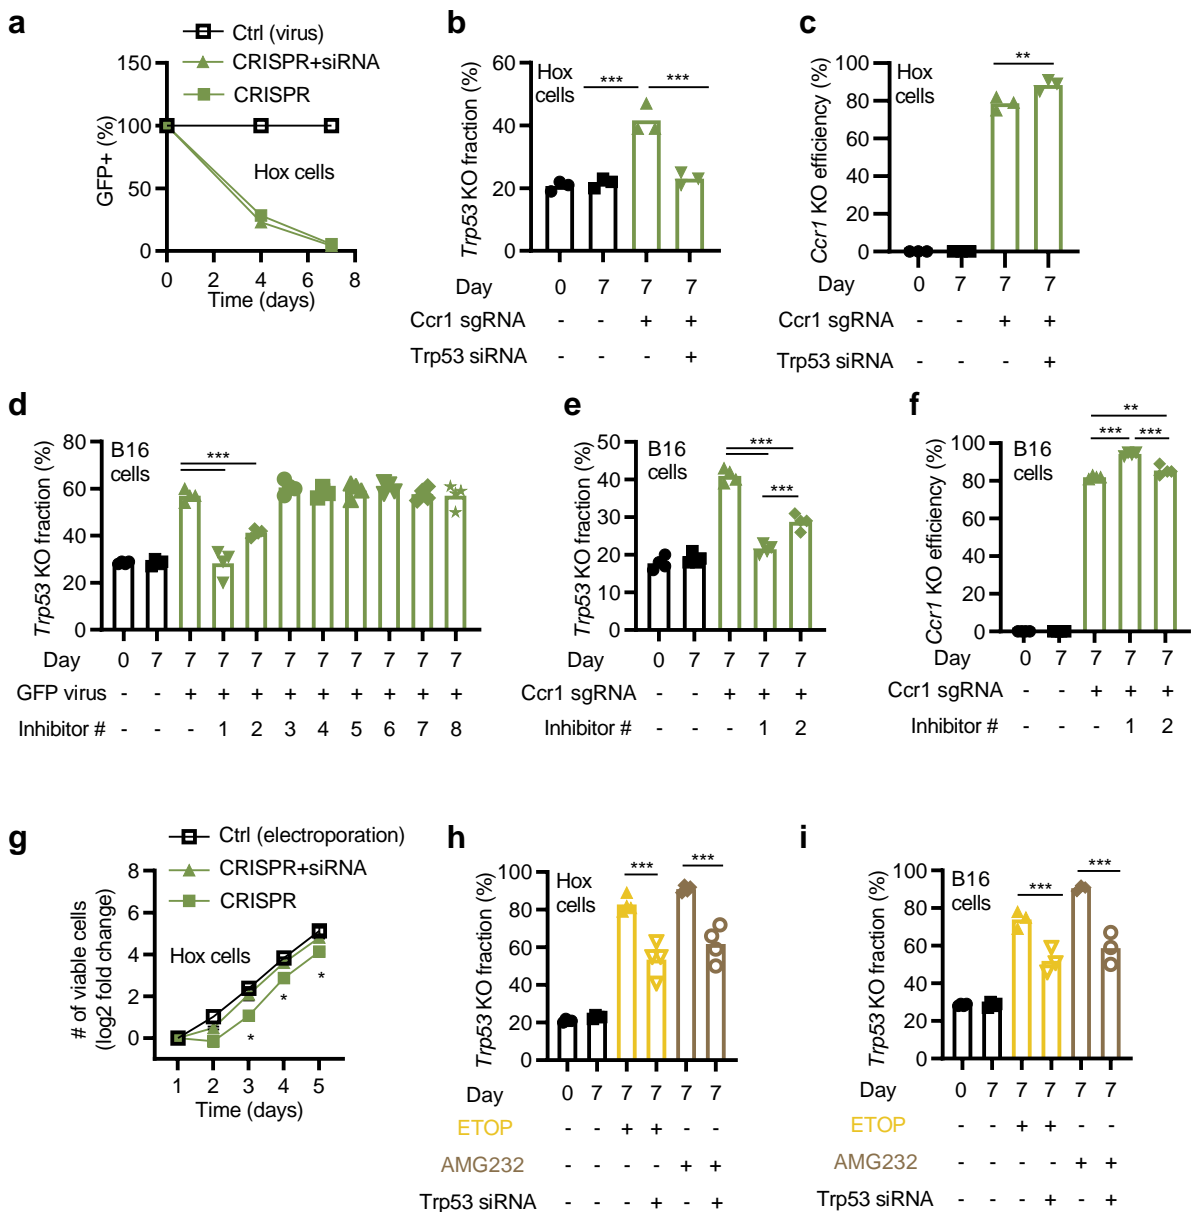 a
Ctrl (virus)
CRISPR+siRNA
CRISPR
150
100
50
0
GFP+ (%)
Hox cells
0 2 4 6 8
Time (days)
b
60
40
20
0
Trp53 KO fraction (%)
Hox
cells
*** ***
Day 0 7 7 7
Ccr1 sgRNA - - + +
Trp53 siRNA - - - +
c
100
80
60
40
20
0
Ccr1 KO efficiency (%)
Hox
cells
**
Day 0 7 7 7
Ccr1 sgRNA - - + +
Trp53 siRNA - - - +
d
80
60
40
20
0
Trp53 KO fraction (%)
B16
cells
***
Day 0 7 7 7 7 7 7 7 7 7 7
GFP virus - - + + + + + + + + +
Inhibitor # - - - 1 2 3 4 5 6 7 8
e
50
40
30
20
10
0
Trp53 KO fraction (%)
B16
cells
***
***
Day 0 7 7 7 7
Ccr1 sgRNA - - + + +
Inhibitor # - - - 1 2
f
100
80
60
40
20
0
Ccr1 KO efficiency (%)
B16
cells
**
*** ***
Day 0 7 7 7 7
Ccr1 sgRNA - - + + +
Inhibitor # - - - 1 2
g
Ctrl (electroporation)
CRISPR+siRNA
CRISPR
8
6
4
2
0
# of viable cells
(log2 fold change)
Hox cells
* * *
1 2 3 4 5
Time (days)
h
100
80
60
40
20
0
Trp53 KO fraction (%)
Hox
cells
*** ***
Day 0 7 7 7 7 7
ETOP - - + + - -
AMG232 - - - - + +
Trp53 siRNA - - - + - +
i
100
80
60
40
20
0
Trp53 KO fraction (%)
B16
cells
*** ***
Day 0 7 7 7 7 7
ETOP - - + + - -
AMG232 - - - - + +
Trp53 siRNA - - - + - +